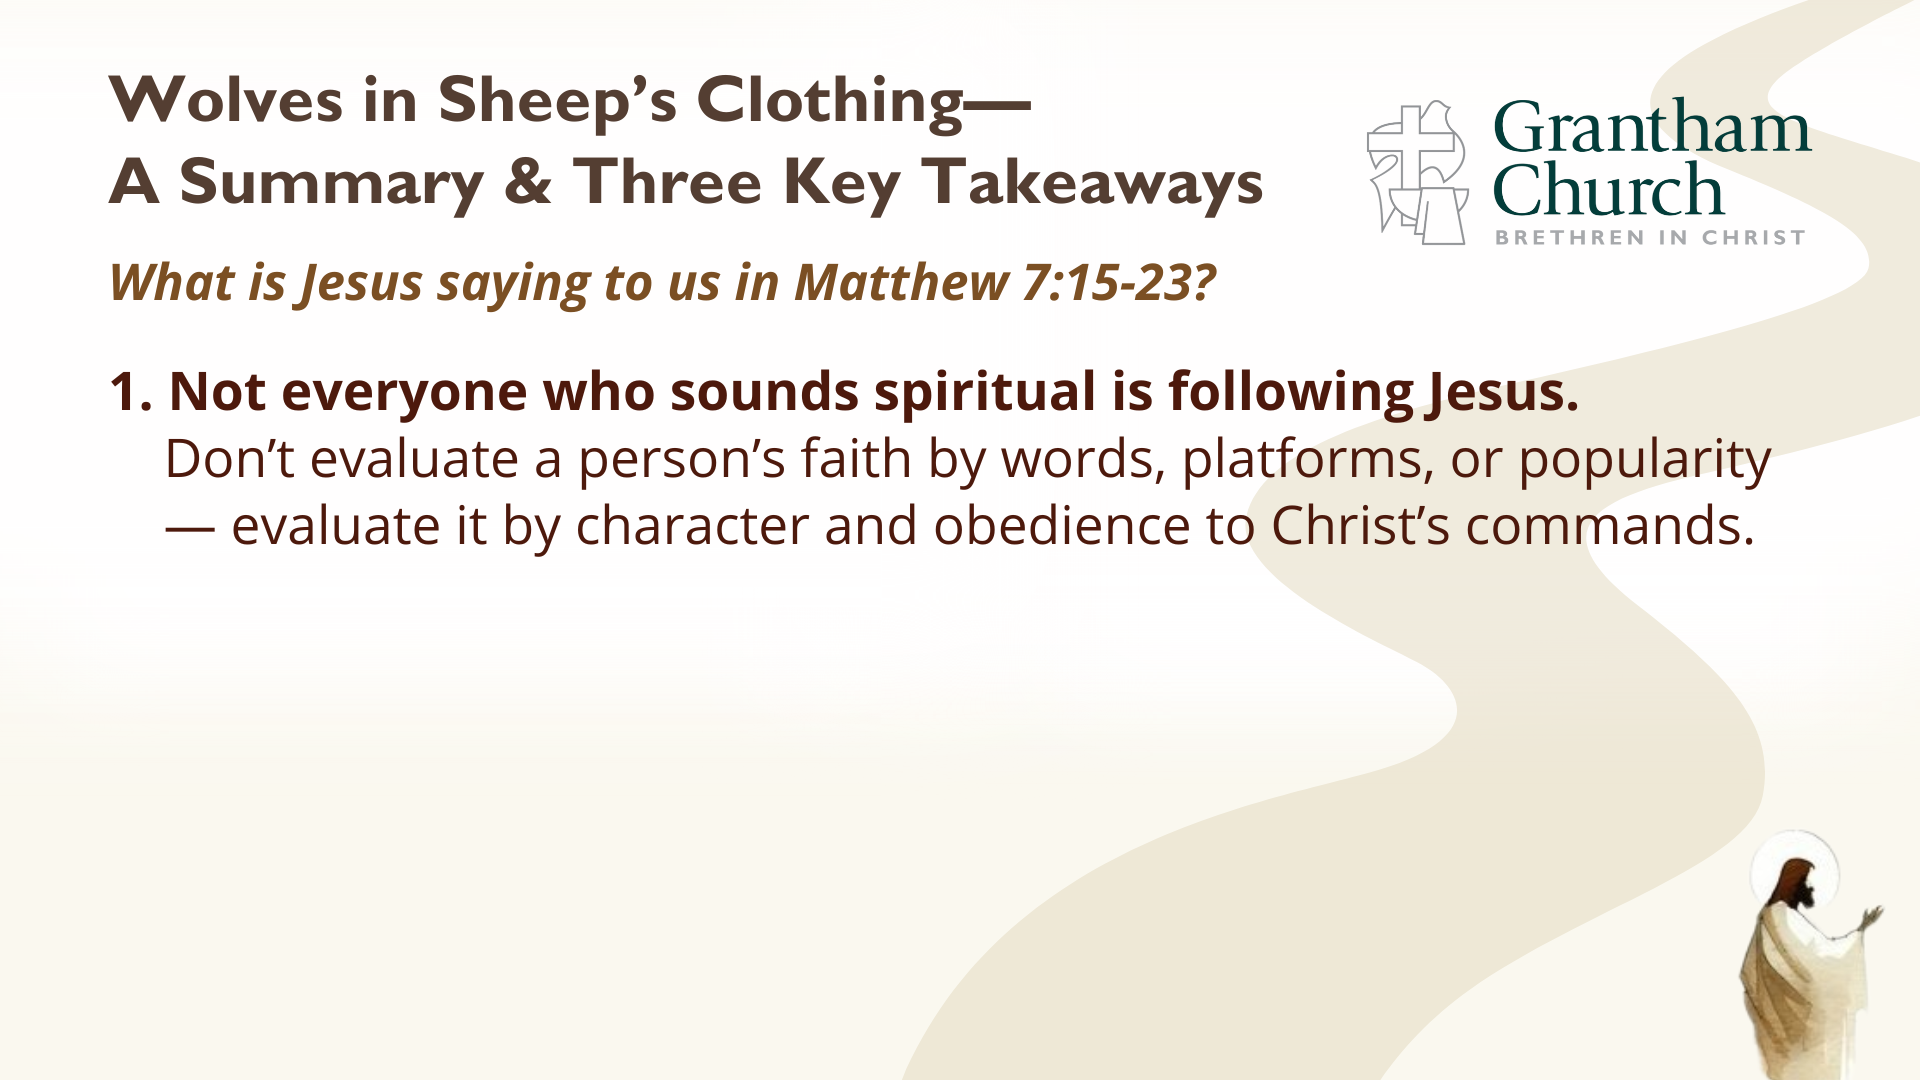 Wolves in Sheep’s Clothing—
A Summary & Three Key Takeaways
Grantham
Church
BRETHREN IN CHRIST
What is Jesus saying to us in Matthew 7:15-23?
1. Not everyone who sounds spiritual is following Jesus.
Don’t evaluate a person’s faith by words, platforms, or popularity
— evaluate it by character and obedience to Christ’s commands.